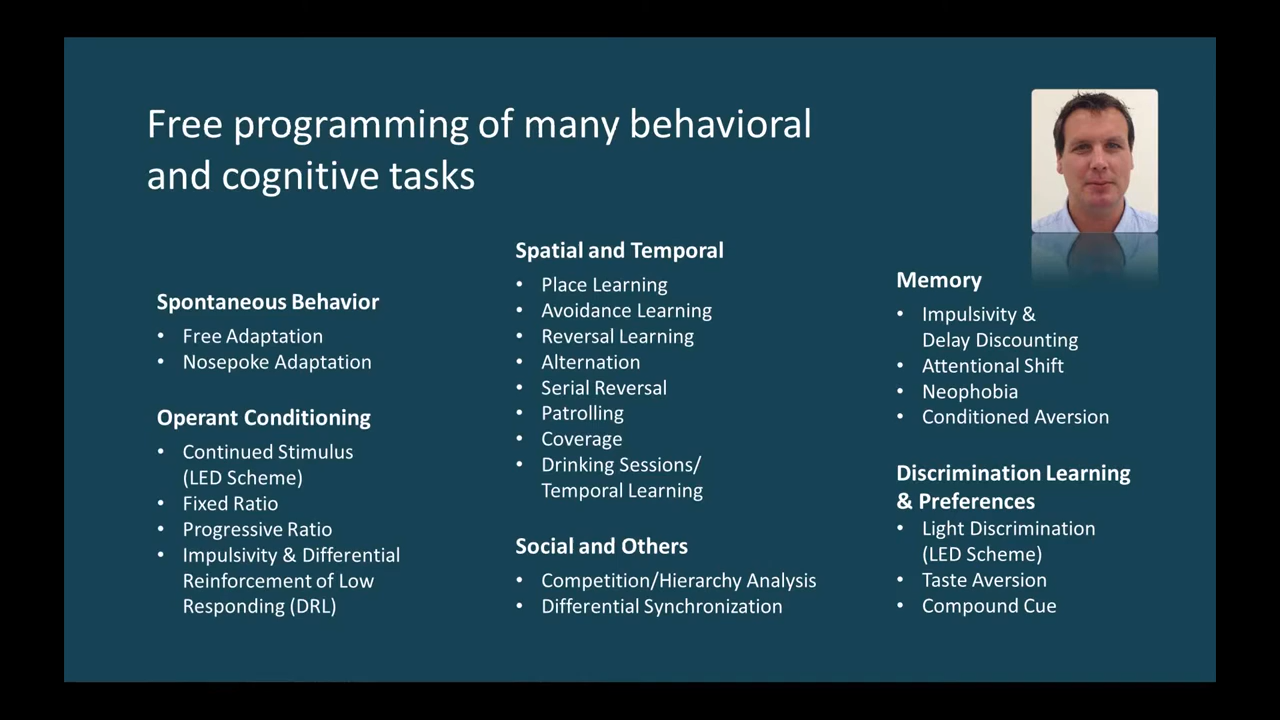 Free programming of many behavioral
and cognitive tasks
Spontaneous Behavior
• Free Adaptation
• Nosepoke Adaptation
Operant Conditioning
• Continued Stimulus
(LED Scheme)
• Fixed Ratio
• Progressive Ratio
• Impulsivity & Differential
Reinforcement of Low
Responding (DRL)
Spatial and Temporal
• Place Learning
• Avoidance Learning
• Reversal Learning
• Alternation
• Serial Reversal
• Patrolling
• Coverage
• Drinking Sessions/
Temporal Learning
Social and Others
• Competition/Hierarchy Analysis
• Differential Synchronization
Memory
• Impulsivity &
Delay Discounting
• Attentional Shift
• Neophobia
• Conditioned Aversion
Discrimination Learning
& Preferences
• Light Discrimination
(LED Scheme)
• Taste Aversion
• Compound Cue